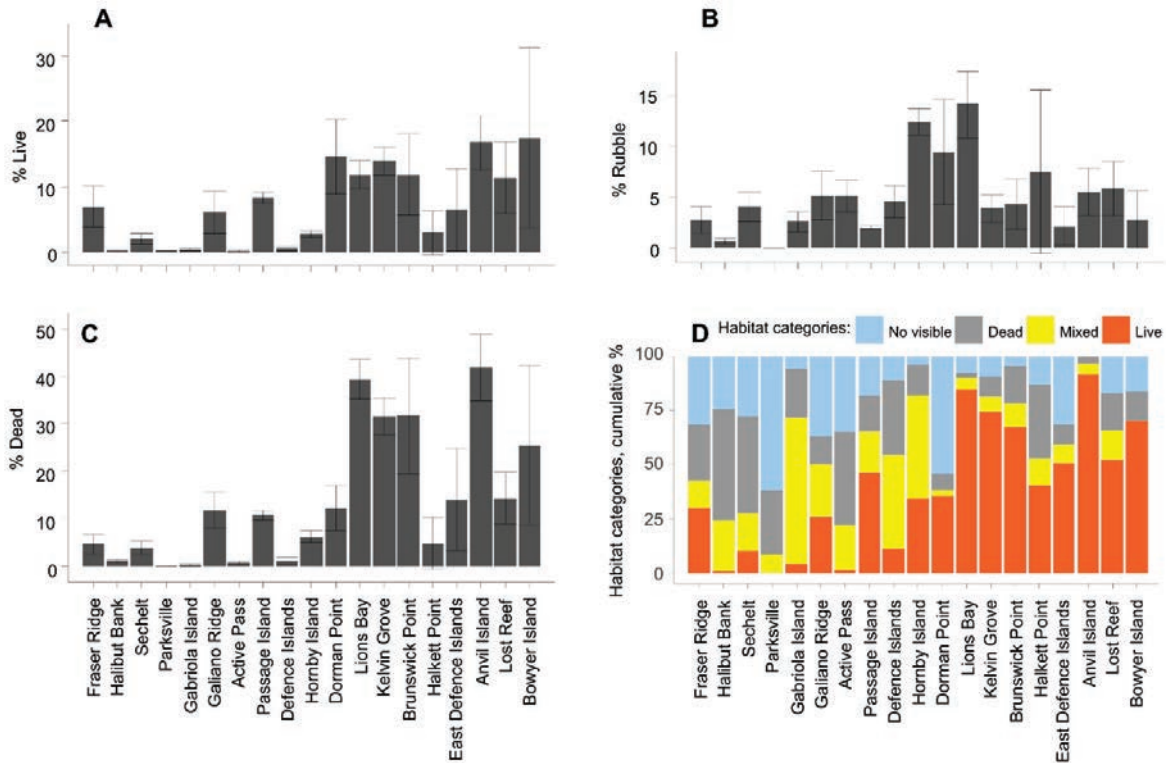 A
% Live
30
20
10
0
B
% Rubble
15
10
5
0
C
% Dead
50
40
30
20
10
0
Fraser Ridge
Halibut Bank
Sechelt
Parksville
Gabriola Island
Galiano Ridge
Active Pass
Passage Island
Defence Islands
Hornby Island
Dorman Point
Lions Bay
Kelvin Grove
Brunswick Point
Halkett Point
East Defence Islands
Anvil Island
Lost Reef
Bowyer Island
D Habitat categories: No visible Dead Mixed Live
Habitat categories, cumulative %
100
75
50
25
0
Fraser Ridge
Halibut Bank
Sechelt
Parksville
Gabriola Island
Galiano Ridge
Active Pass
Passage Island
Defence Islands
Hornby Island
Dorman Point
Lions Bay
Kelvin Grove
Brunswick Point
Halkett Point
East Defence Islands
Anvil Island
Lost Reef
Bowyer Island